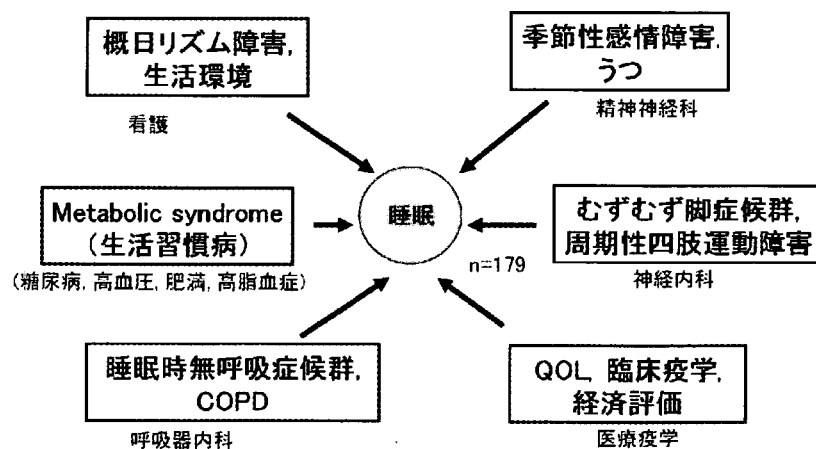 概日リズム障害,
生活環境
看護
季節性感情障害,
うつ
精神神経科
Metabolic syndrome
(生活習慣病)
(糖尿病, 高血圧, 肥満, 高脂血症)
睡眠
n=179
むずむず脚症候群,
周期性四肢運動障害
神経内科
睡眠時無呼吸症候群,
COPD
呼吸器内科
QOL, 臨床疫学,
経済評価
医療疫学